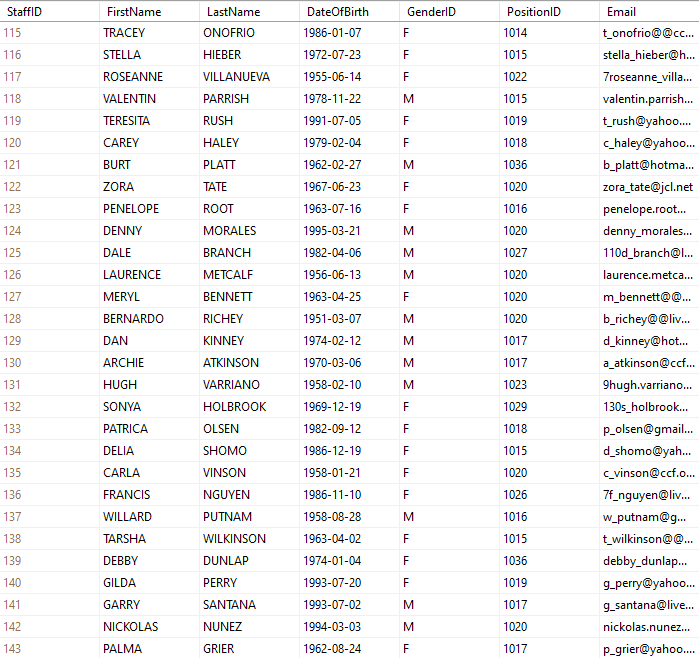 StaffID FirstName LastName DateOfBirth GenderID PositionID Email
115 TRACEY ONOFRIO 1986-01-07 F 1014 t_onofrio@@cc...
116 STELLA HIEBER 1972-07-23 F 1015 stella_hieber@h...
117 ROSEANNE VILLANUEVA 1955-06-14 F 1022 7roseanne_villa...
118 VALENTIN PARRISH 1978-11-22 M 1015 valentin.parrish...
119 TERESITA RUSH 1991-07-05 F 1019 t_rush@yahoo....
120 CAREY HALEY 1979-02-04 F 1018 c_haley@yahoo...
121 BURT PLATT 1962-02-27 M 1036 b_platt@hotma...
122 ZORA TATE 1967-06-23 F 1020 zora_tate@jcl.net
123 PENELOPE ROOT 1963-07-16 F 1016 penelope.root...
124 DENNY MORALES 1995-03-21 M 1020 denny_morales...
125 DALE BRANCH 1982-04-06 M 1027 110d_branch@l...
126 LAURENCE METCALF 1956-06-13 M 1020 laurence.metca...
127 MERYL BENNETT 1963-04-25 F 1020 m_bennett@@...
128 BERNARDO RICHEY 1951-03-07 M 1020 b_richey@@liv...
129 DAN KINNEY 1974-02-12 M 1017 d_kinney@hot...
130 ARCHIE ATKINSON 1970-03-06 M 1017 a_atkinson@ccf...
131 HUGH VARRIANO 1958-02-10 M 1023 9hugh.varriano...
132 SONYA HOLBROOK 1969-12-19 F 1029 130s_holbrook...
133 PATRICA OLSEN 1982-09-12 F 1018 p_olsen@gmail...
134 DELIA SHOMO 1986-12-19 F 1015 d_shomo@yah...
135 CARLA VINSON 1958-01-21 F 1020 c_vinson@ccf.o...
136 FRANCIS NGUYEN 1986-11-10 F 1026 7f_nguyen@liv...
137 WILLARD PUTNAM 1958-08-28 M 1016 w_putnam@g...
138 TARSHA WILKINSON 1963-04-02 F 1015 t_wilkinson@@...
139 DEBBY DUNLAP 1974-01-04 F 1036 debby_dunlap...
140 GILDA PERRY 1993-07-20 F 1019 g_perry@yahoo...
141 GARRY SANTANA 1993-07-02 M 1017 g_santana@live...
142 NICKOLAS NUNEZ 1994-03-03 M 1020 nickolas.nunez...
143 PALMA GRIER 1962-08-24 F 1017 p_grier@yahoo....